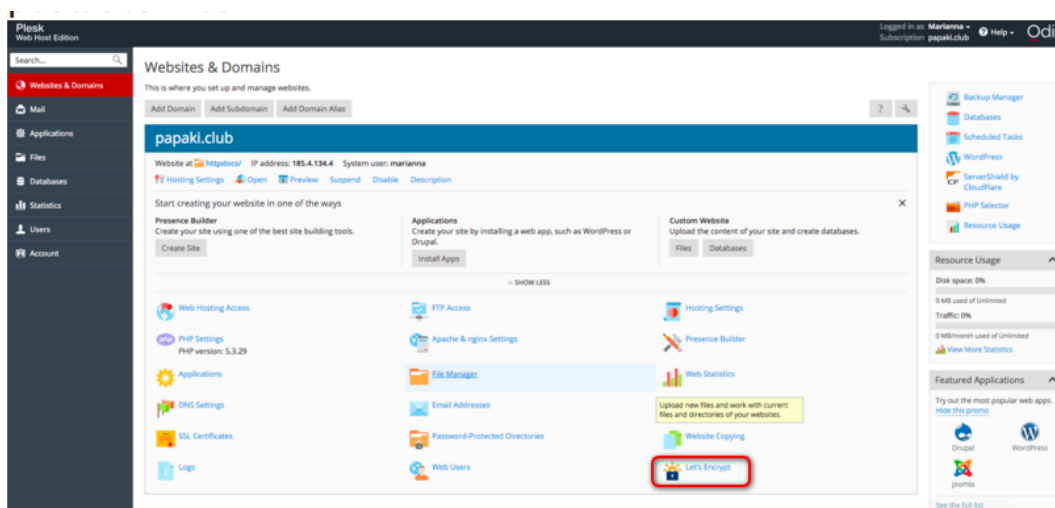 Plesk
Web Host Edition
Logged in as Marianna
Subscription papaki.club
Help
Odi
Search...
Websites & Domains
Mail
Applications
Files
Databases
Statistics
Users
Account
Websites & Domains
This is where you set up and manage websites.
Add Domain Add Subdomain Add Domain Alias
?
papaki.club
Website at httpdocs/ IP address: 185.4.134.4 System user: marianna
Hosting Settings Open Preview Suspend Disable Description
Start creating your website in one of the ways
Presence Builder
Create your site using one of the best site building tools.
Create Site
Applications
Create your site by installing a web app, such as WordPress or
Drupal.
Install Apps
Custom Website
Upload the content of your site and create databases.
Files Databases
SHOW LESS
Web Hosting Access FTP Access Hosting Settings
php PHP Settings Apache & nginx Settings Presence Builder
PHP version: 5.3.29
Applications File Manager Web Statistics
DNS Settings Email Addresses
Upload new files and work with current
files and directories of your websites.
SSL Certificates Password-Protected Directories Website Copying
Logs Web Users Let's Encrypt
Backup Manager
Databases
Scheduled Tasks
WordPress
ServerShield by
CloudFlare
PHP Selector
Resource Usage
Resource Usage
Disk space: 0%
0 MB used of Unlimited
Traffic: 0%
0 MB/month used of Unlimited
View More Statistics
Featured Applications
Try out the most popular web apps.
Hide this promo
Drupal WordPress
Joomla
See the full list